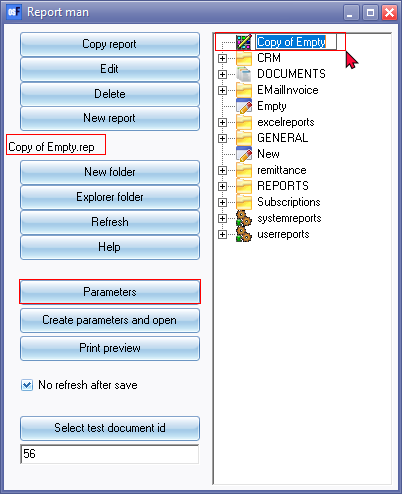 Report man
Copy report
Edit
Delete
New report
Copy of Empty.rep
New folder
Explorer folder
Refresh
Help
Parameters
Create parameters and open
Print preview
No refresh after save
Select test document id
56
Copy of Empty
CRM
DOCUMENTS
EMailInvoice
Empty
excelreports
GENERAL
New
remittance
REPORTS
Subscriptions
systemreports
userreports